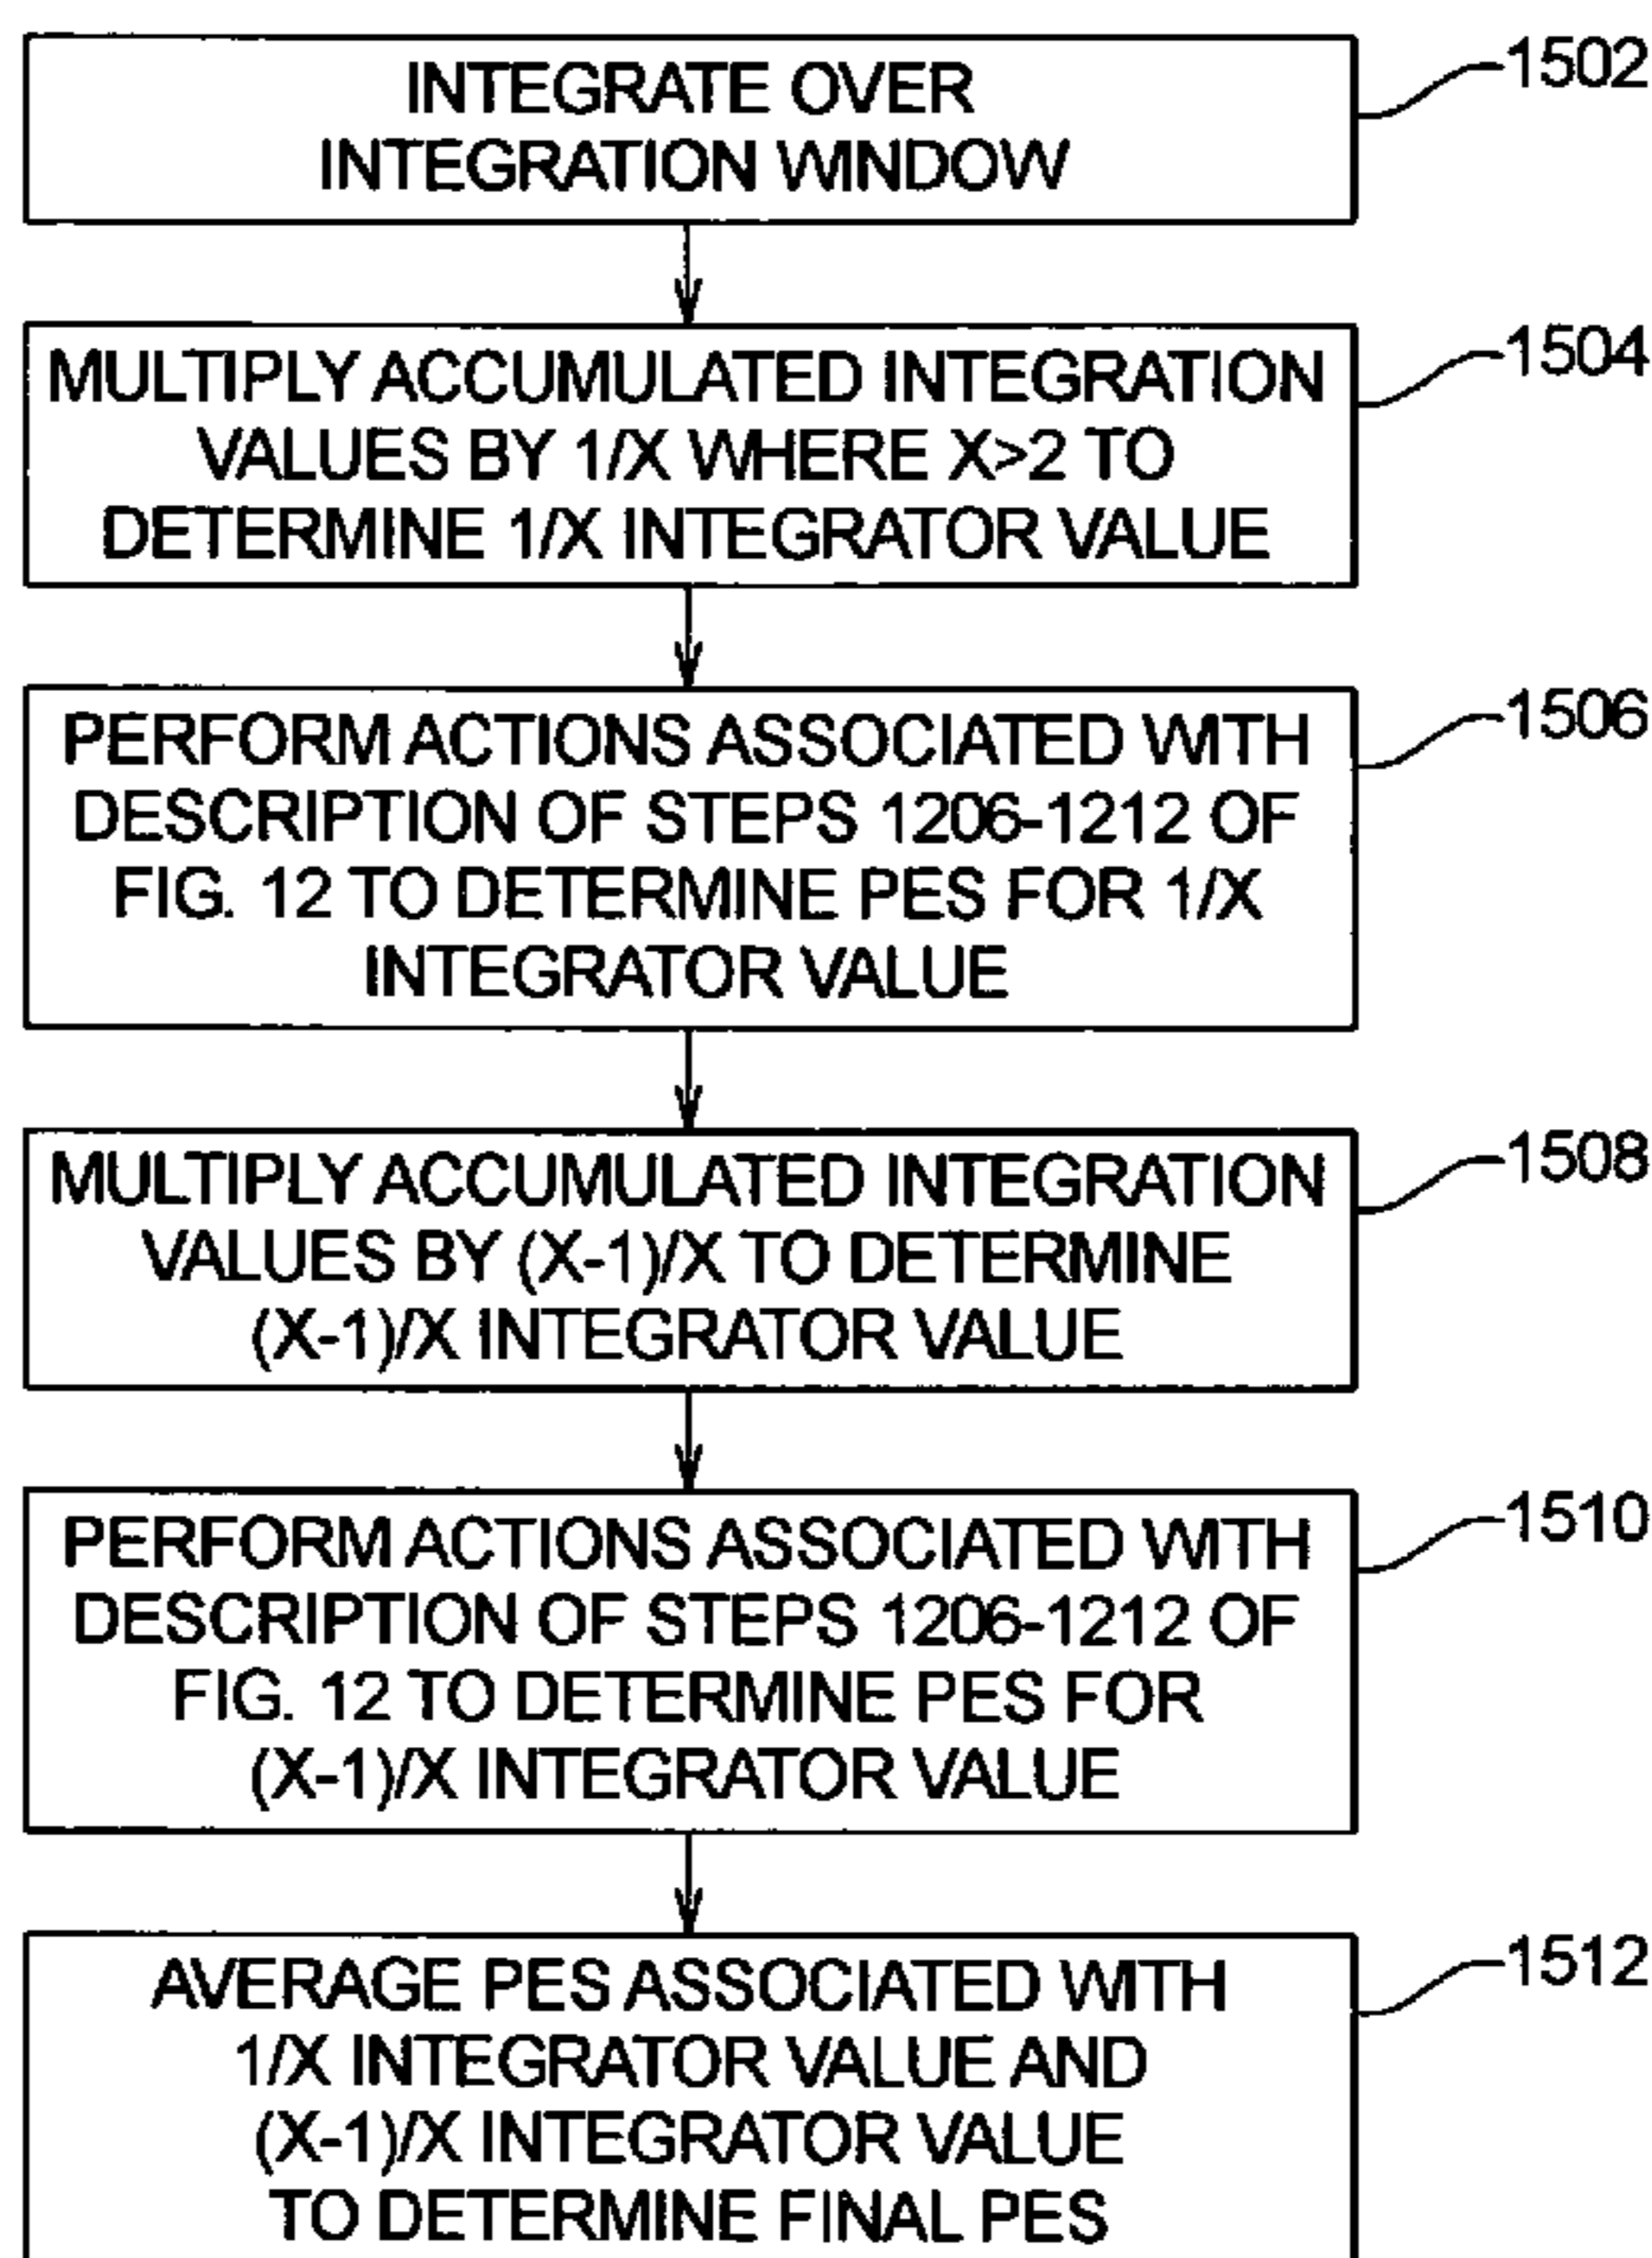 INTEGRATE OVER
INTEGRATION WINDOW
1502
MULTIPLY ACCUMULATED INTEGRATION
VALUES BY 1/X WHERE X>2 TO
DETERMINE 1/X INTEGRATOR VALUE
1504
PERFORM ACTIONS ASSOCIATED WITH
DESCRIPTION OF STEPS 1206-1212 OF
FIG. 12 TO DETERMINE PES FOR 1/X
INTEGRATOR VALUE
1506
MULTIPLY ACCUMULATED INTEGRATION
VALUES BY (X-1)/X TO DETERMINE
(X-1)/X INTEGRATOR VALUE
1508
PERFORM ACTIONS ASSOCIATED WITH
DESCRIPTION OF STEPS 1206-1212 OF
FIG. 12 TO DETERMINE PES FOR
(X-1)/X INTEGRATOR VALUE
1510
AVERAGE PES ASSOCIATED WITH
1/X INTEGRATOR VALUE AND
(X-1)/X INTEGRATOR VALUE
TO DETERMINE FINAL PES
1512